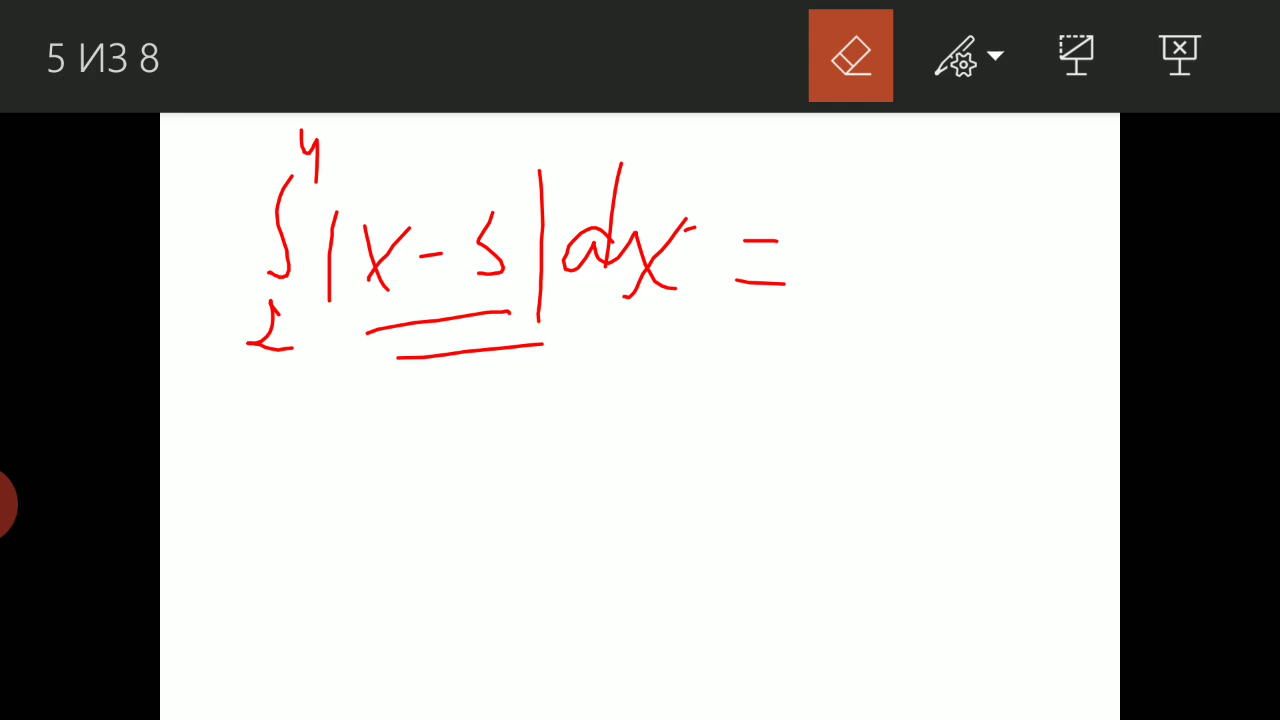 5 ИЗ 8
∫₂⁴ |x - 5| dx =